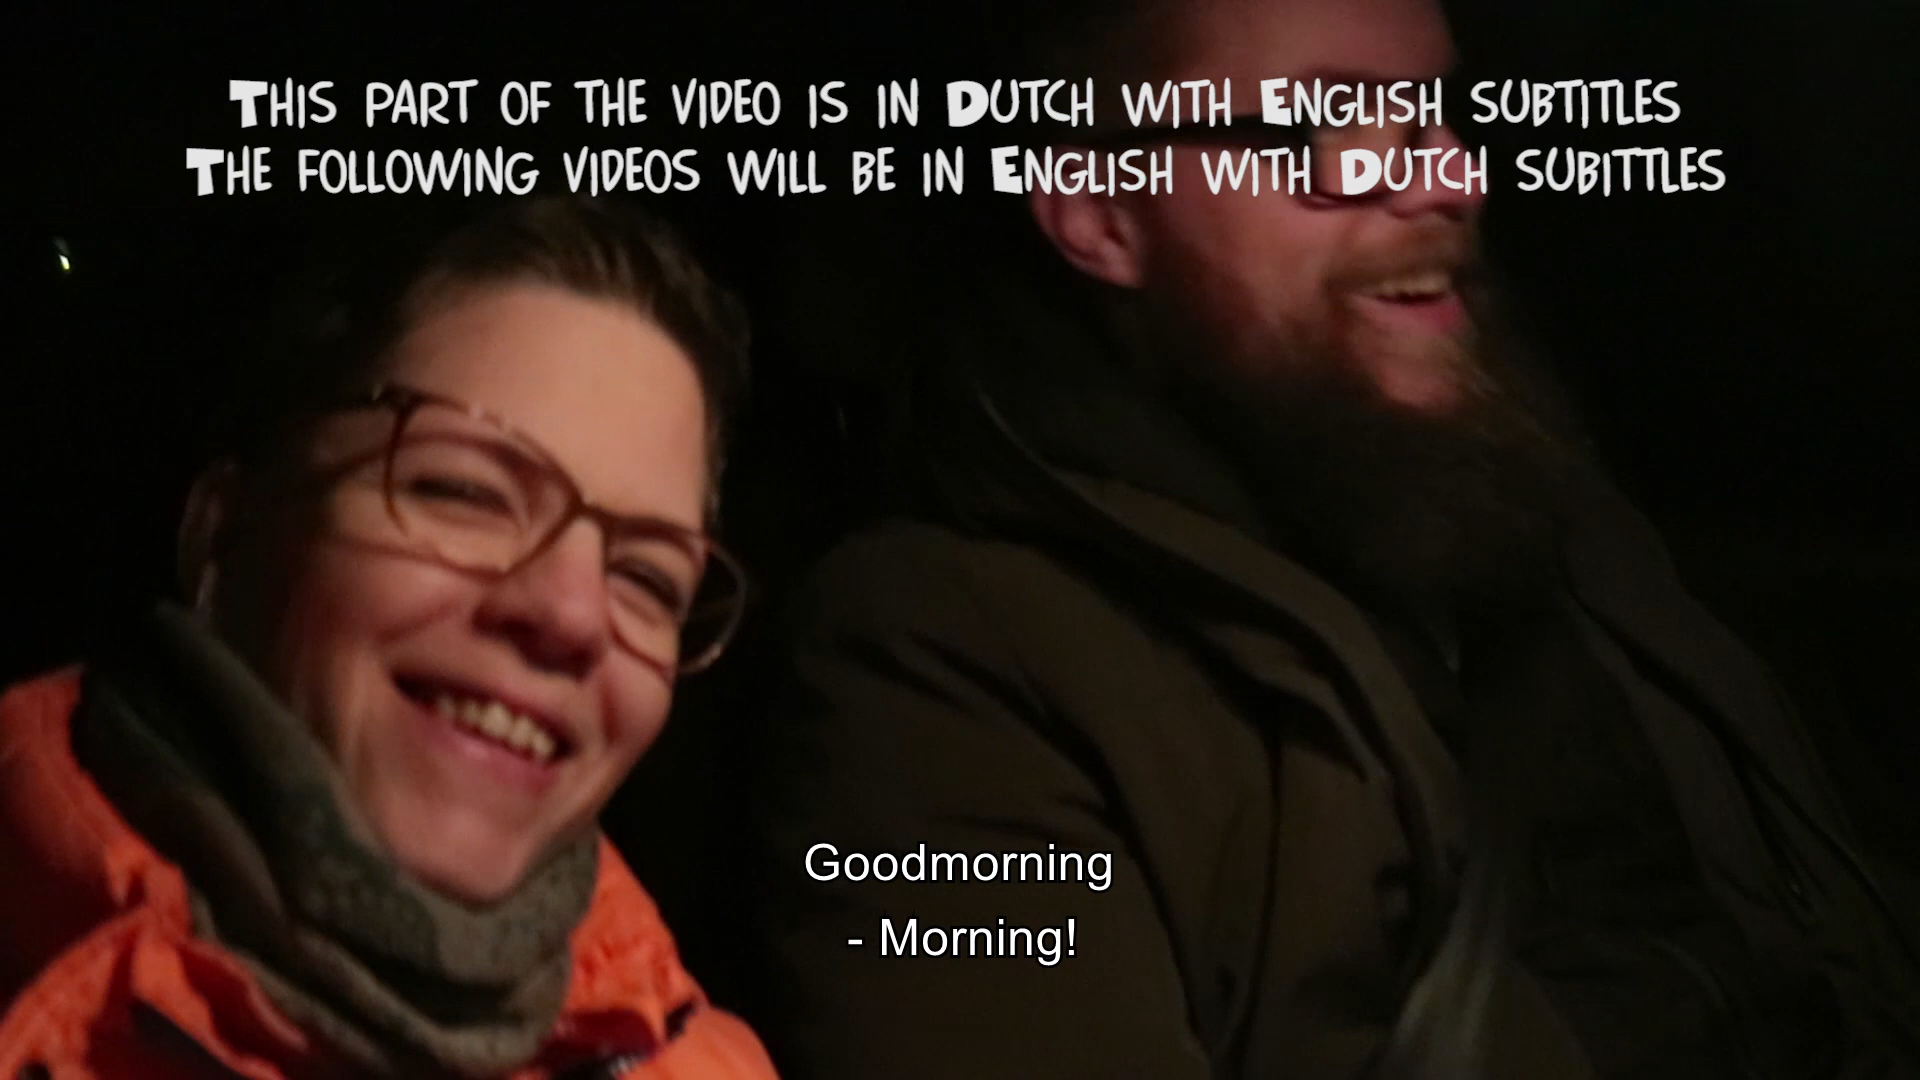 This part of the video is in Dutch with English subtitles
The following videos will be in English with Dutch subittles
Goodmorning
- Morning!